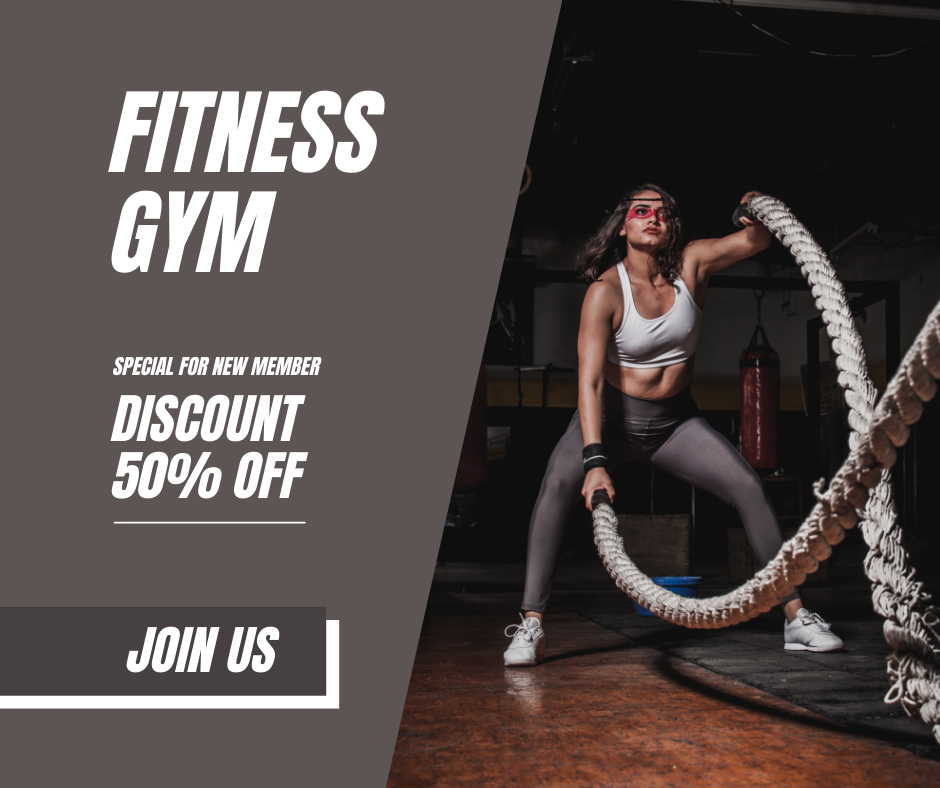 FITNESS
GYM
SPECIAL FOR NEW MEMBER
DISCOUNT
50% OFF
JOIN US